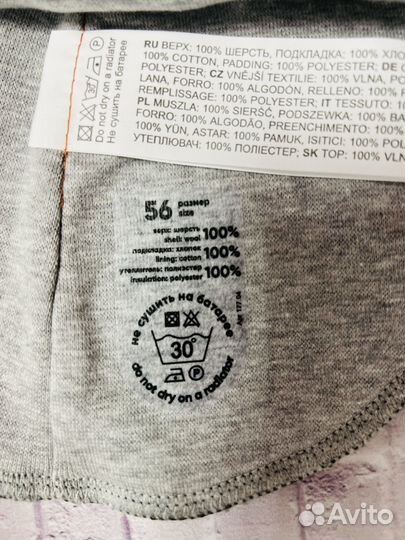 RU ВЕРХ: 100% ШЕРСТЬ, ПОДКЛАДКА: 100% ХЛО
100% COTTON, PADDING: 100% POLYESTER; DE
POLYESTER; CZ VNĚJŠÍ TEXTILIE: 100% VLNA, PO
LANA, FORRO: 100% ALGODÓN, RELLENO: 100% P
REMPLISSAGE: 100% POLYESTER; IT TESSUTO:
PL MUSZLA: 100% SIERŚĆ, PODSZEWKA: 100% BA
FORRO: 100% ALGODÃO, PREENCHIMENTO: 100%
100% YÜN, ASTAR: 100% PAMUK, ISITICI: 100% POLY
УТЕПЛЮВАЧ: 100% ПОЛІЕСТЕР; SK TOP: 100% VLN
30°
Do not dry on a radiator
Не сушить на батарее
56 размер
size
верх: шерсть
shell: wool 100%
подкладка: хлопок
lining: cotton 100%
утеплитель: полиэстер
insulation: polyester 100%
не сушить на батарее
30°
do not dry on a radiator
Avito